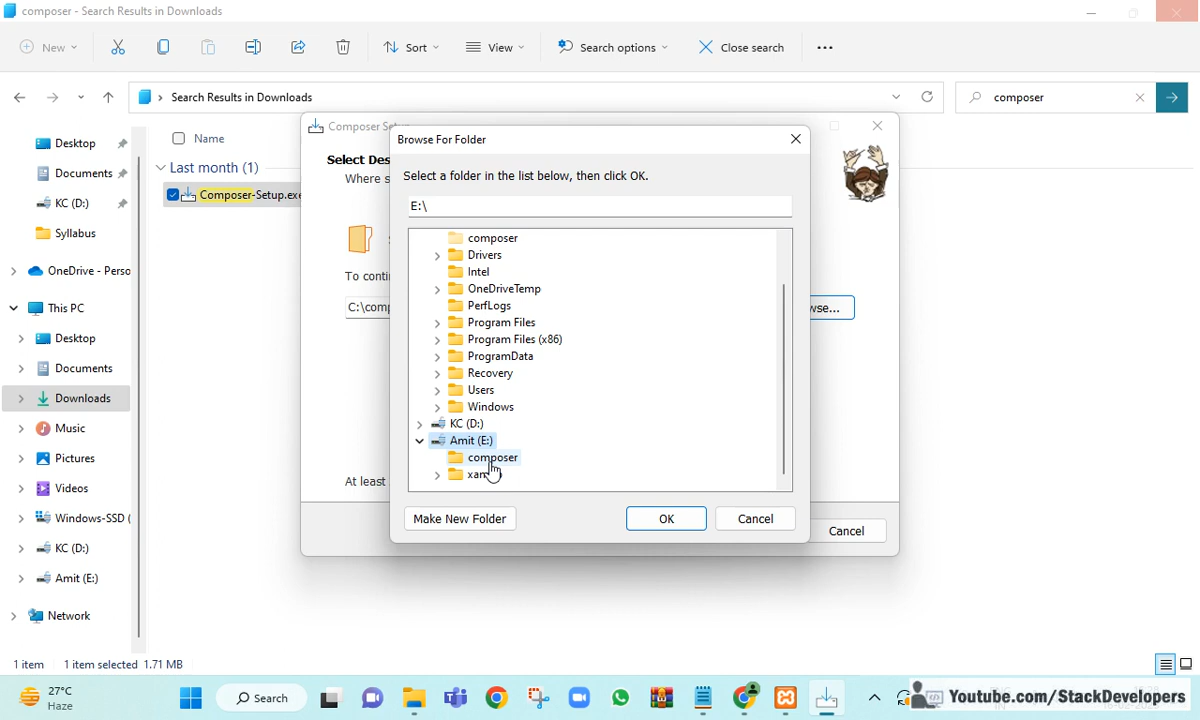 composer - Search Results in Downloads
New
Sort
View
Search options
Close search
Search Results in Downloads
composer
Desktop
Documents
KC (D:)
Syllabus
OneDrive - Perso
This PC
Desktop
Documents
Downloads
Music
Pictures
Videos
Windows-SSD (
KC (D:)
Amit (E:)
Network
Name
Last month (1)
Composer-Setup.exe
Composer Setu
Select Des
Where s
To conti
C:\comp
wse...
At least
Cancel
Browse For Folder
Select a folder in the list below, then click OK.
E:\
composer
Drivers
Intel
OneDriveTemp
PerfLogs
Program Files
Program Files (x86)
ProgramData
Recovery
Users
Windows
KC (D:)
Amit (E:)
composer
Make New Folder
OK
Cancel
1 item
1 item selected 1.71 MB
27°C
Haze
Search
Youtube.com/StackDevelopers